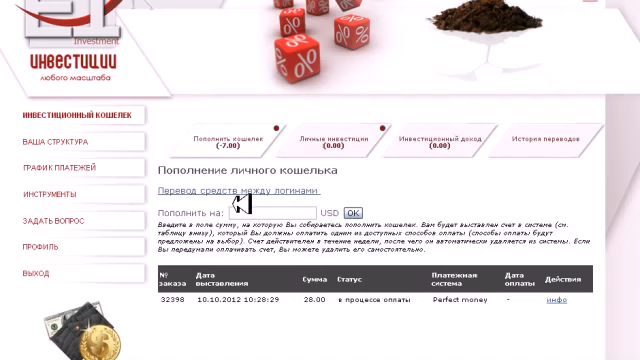 EI
Investment
инвестиции
любого масштаба
ИНВЕСТИЦИОННЫЙ КОШЕЛЕК
ВАША СТРУКТУРА
ГРАФИК ПЛАТЕЖЕЙ
ИНСТРУМЕНТЫ
ЗАДАТЬ ВОПРОС
ПРОФИЛЬ
ВЫХОД
Пополнить кошелек Личные инвестиции Инвестиционный доход История переводов
(-7.00) (0.00) (0.00)
Пополнение личного кошелька
Перевод средств между логинами
Пополнить на: USD OK
Введите в поле сумму, на которую Вы собираетесь пополнить кошелек. Вам будет выставлен счет в системе (см.
таблицу внизу), который Вы должны оплатить одним из доступных способов оплаты (способы оплаты будут
предложены на выбор). Счет действителен в течение недели, после чего он автоматически удаляется из системы. Если
Вы передумали оплачивать счет, Вы можете удалить его самостоятельно.
№ заказа Дата выставления Сумма Статус Платежная система Дата оплаты Действия
32398 10.10.2012 10:28:29 28.00 в процессе оплаты Perfect money - инфо